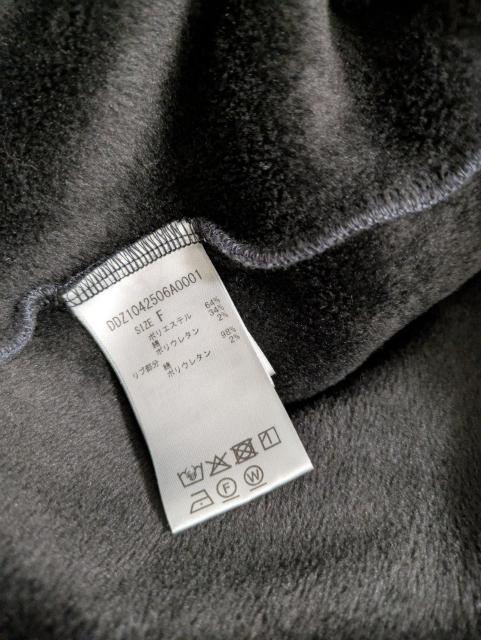 DDZ1042506A0001
SIZE F
ポリエステル 64%
綿 34%
ポリウレタン 2%
リブ部分 綿 98%
ポリウレタン 2%
F W